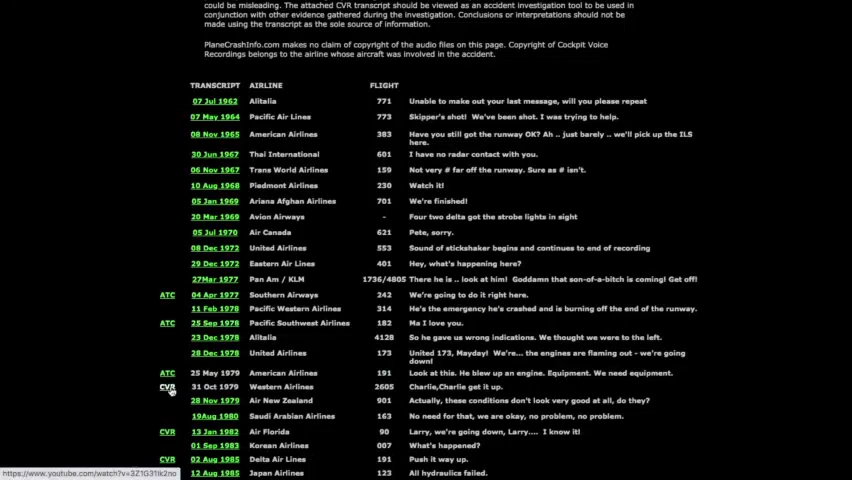 could be misleading. The attached CVR transcript should be viewed as an accident investigation tool to be used in
conjunction with other evidence gathered during the investigation. Conclusions or interpretations should not be
made using the transcript as the sole source of information.
PlaneCrashInfo.com makes no claim of copyright of the audio files on this page. Copyright of Cockpit Voice
Recordings belongs to the airline whose aircraft was involved in the accident.
TRANSCRIPT AIRLINE FLIGHT
07 Jul 1962 Alitalia 771 Unable to make out your last message, will you please repeat
07 May 1964 Pacific Air Lines 773 Skipper's shot! We've been shot. I was trying to help.
08 Nov 1965 American Airlines 383 Have you still got the runway OK? Ah .. just barely .. we'll pick up the ILS
here.
30 Jun 1967 Thai International 601 I have no radar contact with you.
06 Nov 1967 Trans World Airlines 159 Not very # far off the runway. Sure as # isn't.
10 Aug 1968 Piedmont Airlines 230 Watch it!
05 Jan 1969 Ariana Afghan Airlines 701 We're finished!
20 Mar 1969 Avion Airways - Four two delta got the strobe lights in sight
05 Jul 1970 Air Canada 621 Pete, sorry.
08 Dec 1972 United Airlines 553 Sound of stickshaker begins and continues to end of recording
29 Dec 1972 Eastern Air Lines 401 Hey, what's happening here?
27Mar 1977 Pan Am / KLM 1736/4805 There he is .. look at him! Goddamn that son-of-a-bitch is coming! Get off!
ATC 04 Apr 1977 Southern Airways 242 We're going to do it right here.
11 Feb 1978 Pacific Western Airlines 314 He's the emergency he's crashed and is burning off the end of the runway.
ATC 25 Sep 1978 Pacific Southwest Airlines 182 Ma I love you.
23 Dec 1978 Alitalia 4128 So he gave us wrong indications. We thought we were to the left.
28 Dec 1978 United Airlines 173 United 173, Mayday! We're... the engines are flaming out - we're going
down!
ATC 25 May 1979 American Airlines 191 Look at this. He blew up an engine. Equipment. We need equipment.
CVR 31 Oct 1979 Western Airlines 2605 Charlie,Charlie get it up.
28 Nov 1979 Air New Zealand 901 Actually, these conditions don't look very good at all, do they?
19Aug 1980 Saudi Arabian Airlines 163 No need for that, we are okay, no problem, no problem.
CVR 13 Jan 1982 Air Florida 90 Larry, we're going down, Larry.... I know it!
01 Sep 1983 Korean Airlines 007 What's happened?
CVR 02 Aug 1985 Delta Air Lines 191 Push it way up.
12 Aug 1985 Japan Airlines 123 All hydraulics failed.